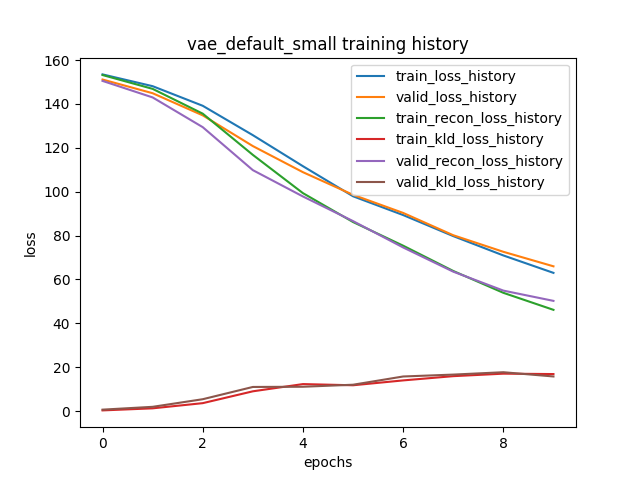 vae_default_small training history
160
140
120
100
80
60
40
20
0
loss
train_loss_history
valid_loss_history
train_recon_loss_history
train_kld_loss_history
valid_recon_loss_history
valid_kld_loss_history
0 2 4 6 8
epochs